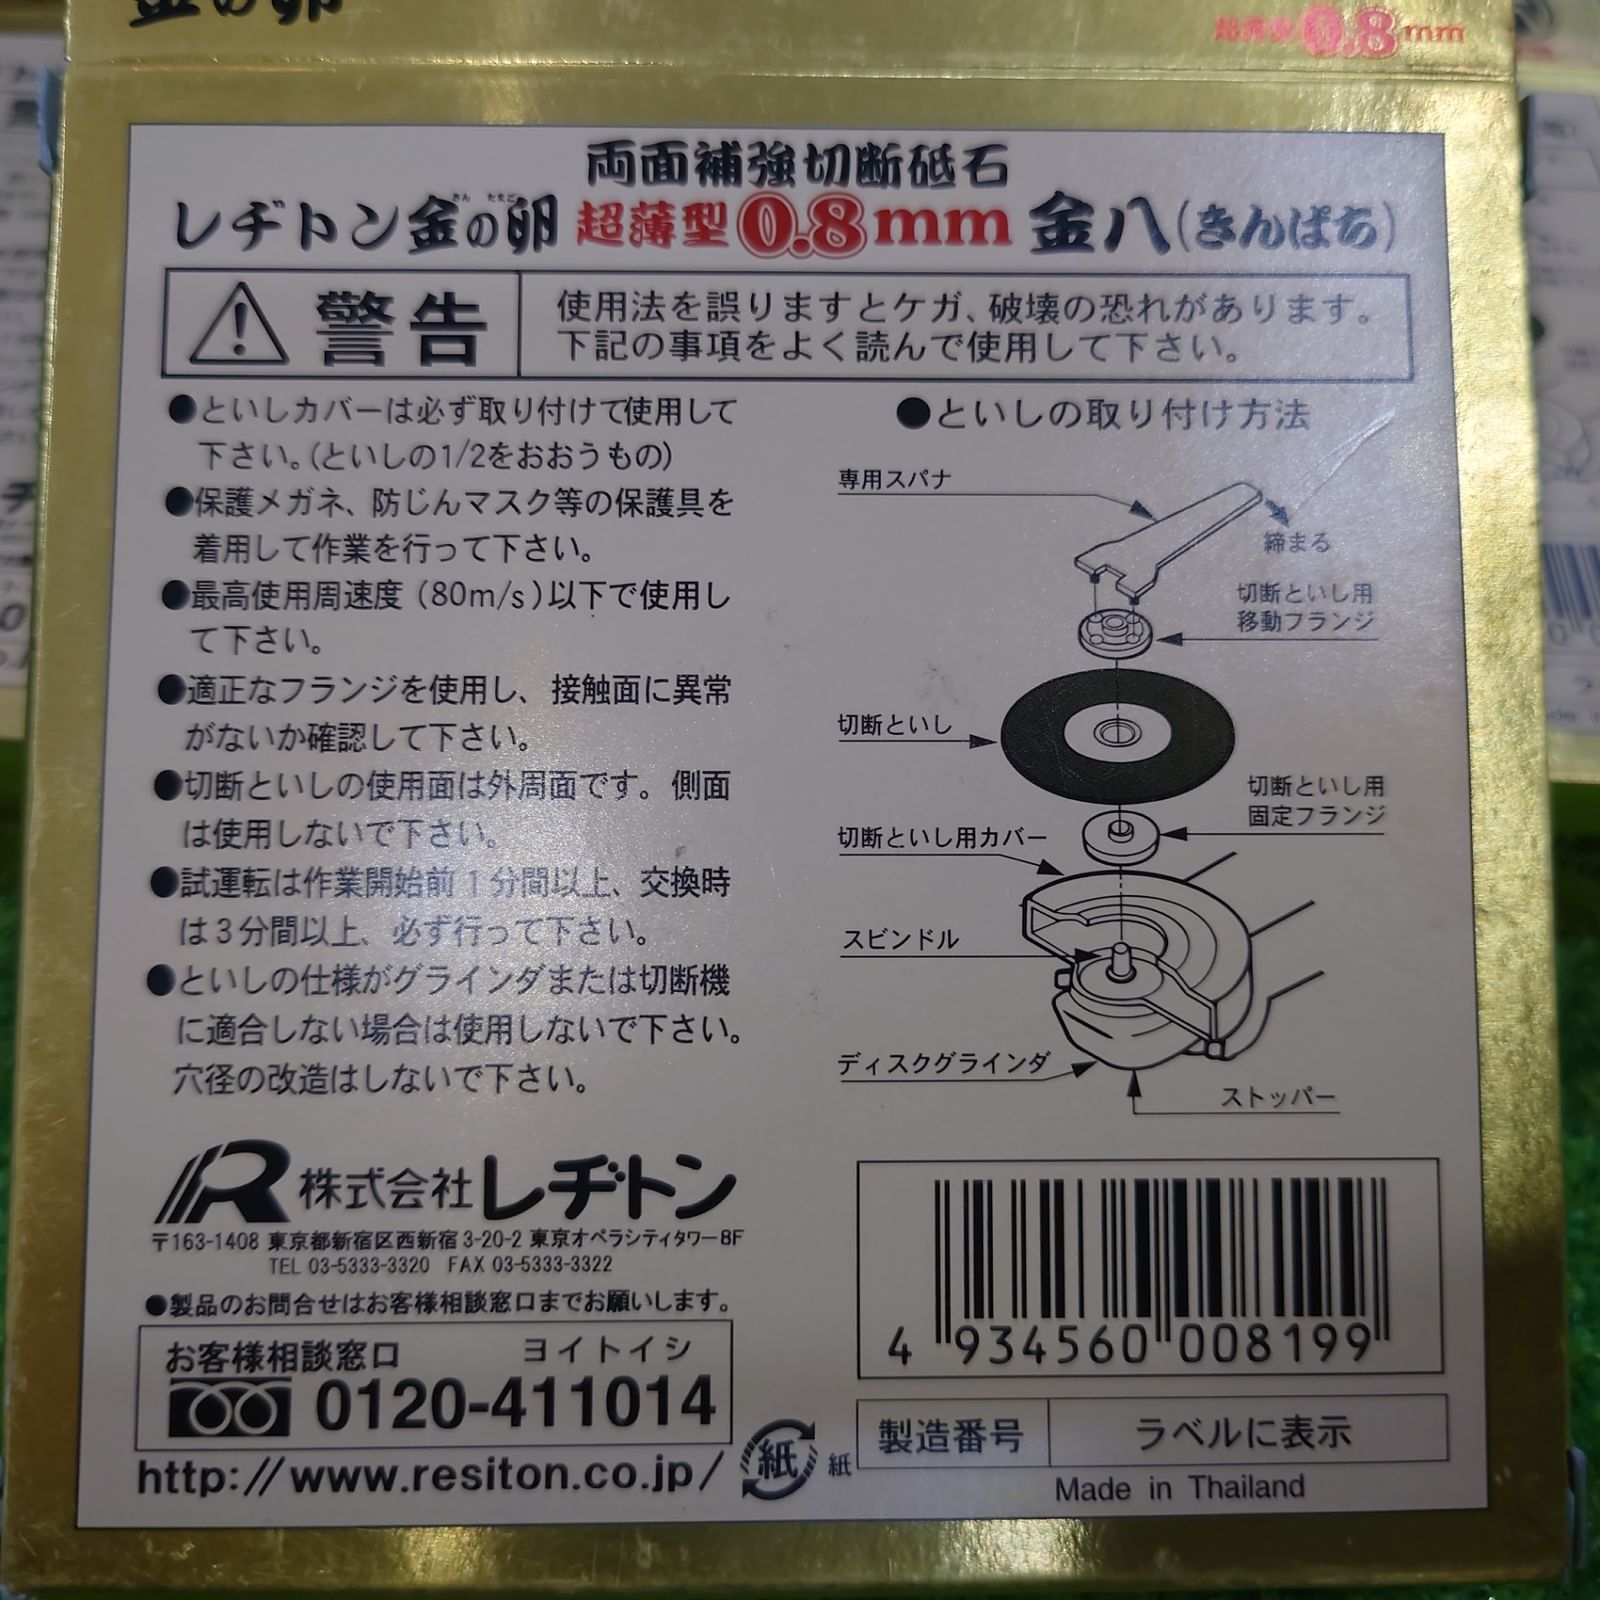 金の卵
超薄型 0.8mm
両面補強切断砥石
レヂトン金の卵 超薄型 0.8mm 金八(きんぱち)
きん たまご
警告
使用法を誤りますとケガ、破壊の恐れがあります。
下記の事項をよく読んで使用して下さい。
●といしカバーは必ず取り付けて使用して
下さい。(といしの1/2をおおうもの)
●保護メガネ、防じんマスク等の保護具を
着用して作業を行って下さい。
●最高使用周速度(80m/s)以下で使用し
て下さい。
●適正なフランジを使用し、接触面に異常
がないか確認して下さい。
●切断といしの使用面は外周面です。側面
は使用しないで下さい。
●試運転は作業開始前1分間以上、交換時
は3分間以上、必ず行って下さい。
●といしの仕様がグラインダまたは切断機
に適合しない場合は使用しないで下さい。
穴径の改造はしないで下さい。
●といしの取り付け方法
専用スパナ
締まる
切断といし用
移動フランジ
切断といし
切断といし用
固定フランジ
切断といし用カバー
スピンドル
ディスクグラインダ
ストッパー
株式会社レヂトン
〒163-1408 東京都新宿区西新宿3-20-2 東京オペラシティタワー8F
TEL 03-5333-3320 FAX 03-5333-3322
●製品のお問合せはお客様相談窓口までお願いします。
お客様相談窓口 ヨイトイシ
0120-411014
http://www.resiton.co.jp/
紙 紙
4 934560 008199
製造番号 ラベルに表示
Made in Thailand